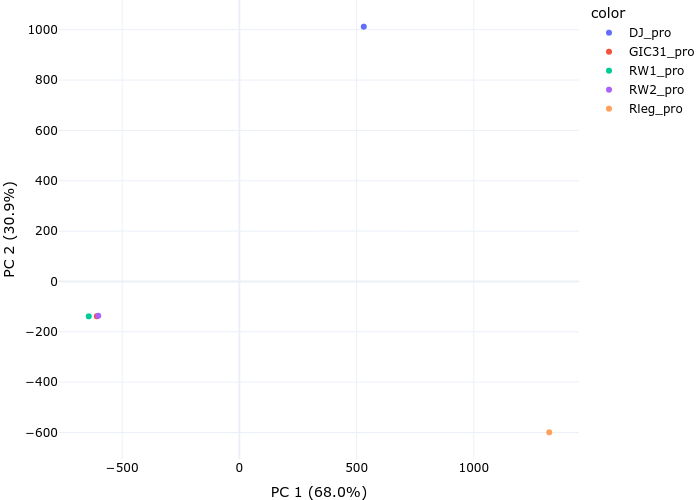 color
DJ_pro
GIC31_pro
RW1_pro
RW2_pro
Rleg_pro
1000
800
600
400
200
0
−200
−400
−600
PC 2 (30.9%)
−500
0
500
1000
PC 1 (68.0%)